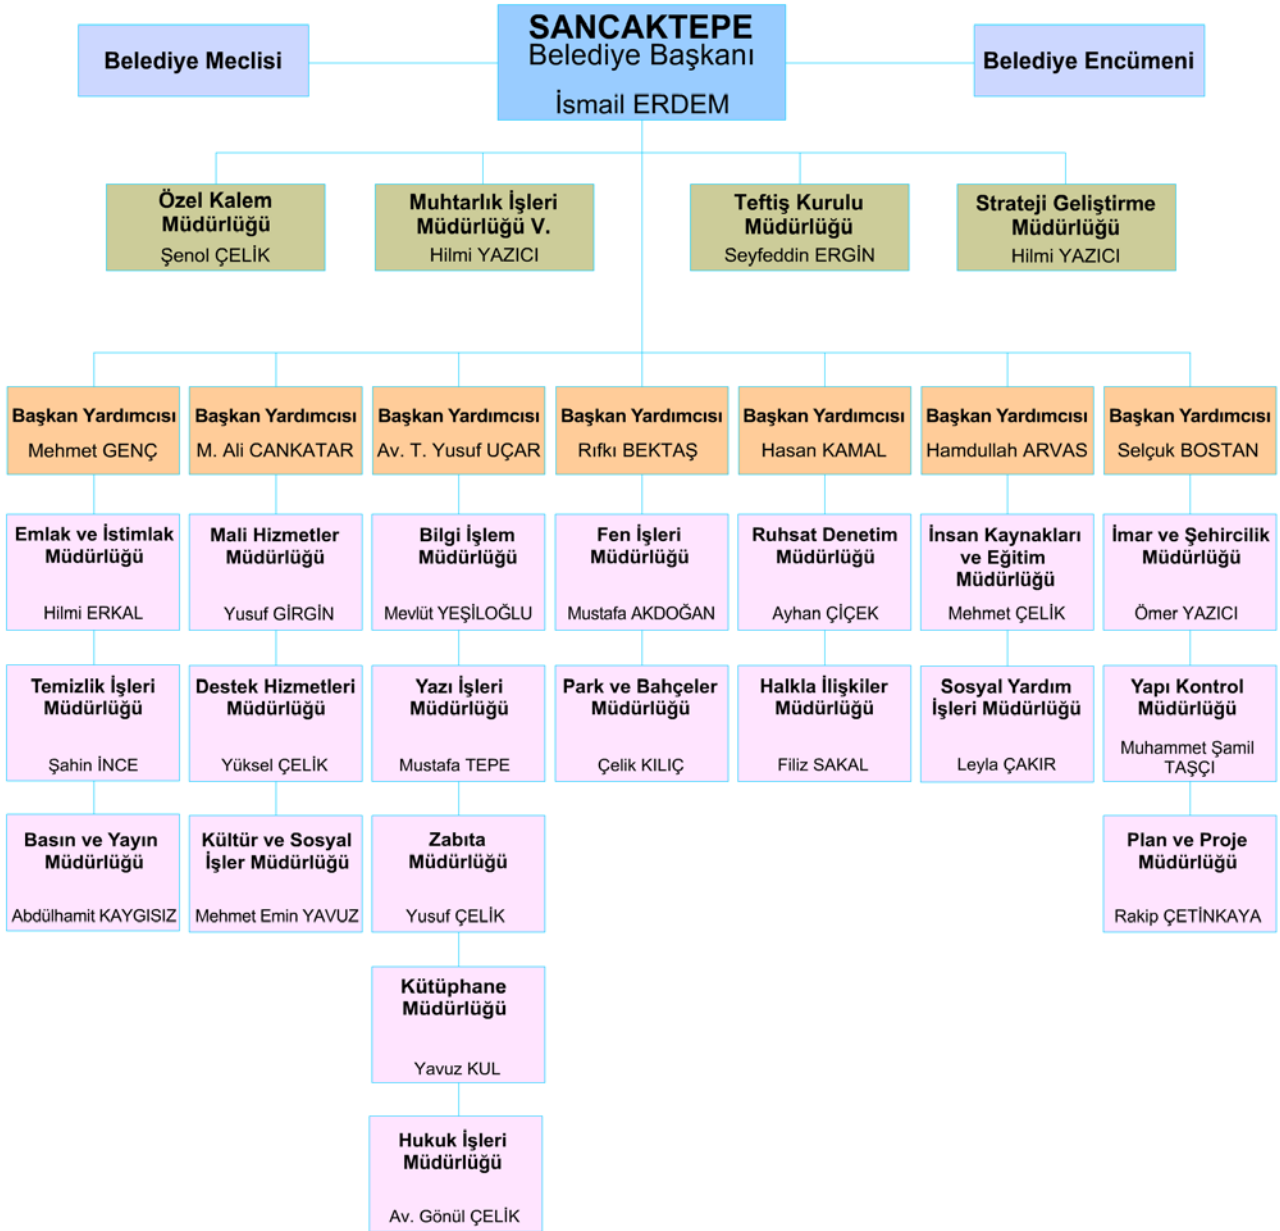 SANCAKTEPE
Belediye Başkanı
İsmail ERDEM
Belediye Meclisi
Belediye Encümeni
Özel Kalem
Müdürlüğü
Şenol ÇELİK
Muhtarlık İşleri
Müdürlüğü V.
Hilmi YAZICI
Teftiş Kurulu
Müdürlüğü
Seyfeddin ERGİN
Strateji Geliştirme
Müdürlüğü
Hilmi YAZICI
Başkan Yardımcısı
Mehmet GENÇ
Emlak ve İstimlak
Müdürlüğü
Hilmi ERKAL
Temizlik İşleri
Müdürlüğü
Şahin İNCE
Basın ve Yayın
Müdürlüğü
Abdülhamit KAYGISIZ
Başkan Yardımcısı
M. Ali CANKATAR
Mali Hizmetler
Müdürlüğü
Yusuf GİRGİN
Destek Hizmetleri
Müdürlüğü
Yüksel ÇELİK
Kültür ve Sosyal
İşler Müdürlüğü
Mehmet Emin YAVUZ
Başkan Yardımcısı
Av. T. Yusuf UÇAR
Bilgi İşlem
Müdürlüğü
Mevlüt YEŞİLOĞLU
Yazı İşleri
Müdürlüğü
Mustafa TEPE
Zabıta
Müdürlüğü
Yusuf ÇELİK
Kütüphane
Müdürlüğü
Yavuz KUL
Hukuk İşleri
Müdürlüğü
Av. Gönül ÇELİK
Başkan Yardımcısı
Rıfkı BEKTAŞ
Fen İşleri
Müdürlüğü
Mustafa AKDOĞAN
Park ve Bahçeler
Müdürlüğü
Çelik KILIÇ
Başkan Yardımcısı
Hasan KAMAL
Ruhsat Denetim
Müdürlüğü
Ayhan ÇİÇEK
Halkla İlişkiler
Müdürlüğü
Filiz SAKAL
Başkan Yardımcısı
Hamdullah ARVAS
İnsan Kaynakları
ve Eğitim
Müdürlüğü
Mehmet ÇELİK
Sosyal Yardım
İşleri Müdürlüğü
Leyla ÇAKIR
Başkan Yardımcısı
Selçuk BOSTAN
İmar ve Şehircilik
Müdürlüğü
Ömer YAZICI
Yapı Kontrol
Müdürlüğü
Muhammet Şamil
TAŞÇI
Plan ve Proje
Müdürlüğü
Rakip ÇETİNKAYA